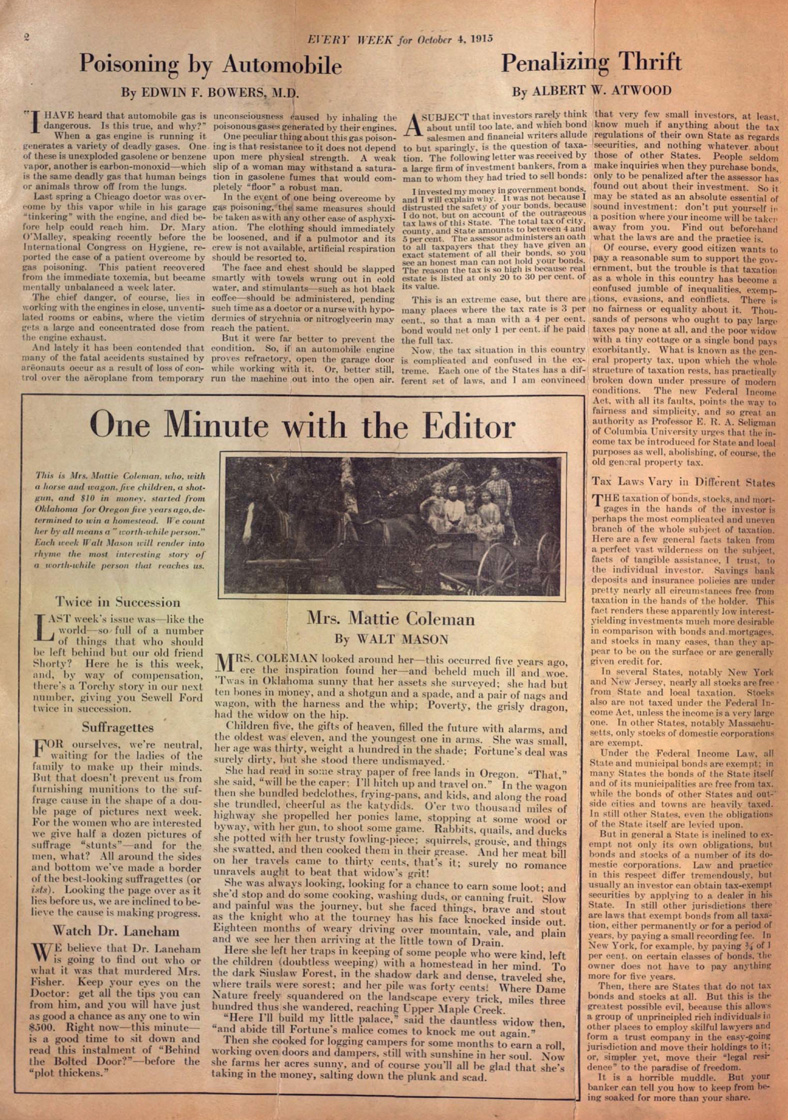 2
EVERY WEEK for October 4, 1915
Poisoning by Automobile
By EDWIN F. BOWERS, M.D.
"I HAVE heard that automobile gas is
dangerous. Is this true, and why?"
When a gas engine is running it
generates a variety of deadly gases. One
of these is unexploded gasolene or benzene
vapor, another is carbon-monoxid—which
is the same deadly gas that human beings
or animals throw off from the lungs.
Last spring a Chicago doctor was over-
come by this vapor while in his garage
"tinkering" with the engine, and died be-
fore help could reach him. Dr. Mary
O'Malley, speaking recently before the
International Congress on Hygiene, re-
ported the case of a patient overcome by
gas poisoning. This patient recovered
from the immediate toxemia, but became
mentally unbalanced a week later.
The chief danger, of course, lies in
working with the engines in close, unventi-
lated rooms or cabins, where the victim
gets a large and concentrated dose from
the engine exhaust.
And lately it has been contended that
many of the fatal accidents sustained by
aëronauts occur as a result of loss of con-
trol over the aëroplane from temporary
unconsciousness caused by inhaling the
poisonous gases generated by their engines.
One peculiar thing about this gas poison-
ing is that resistance to it does not depend
upon mere physical strength. A weak
slip of a woman may withstand a satura-
tion in gasolene fumes that would com-
pletely "floor" a robust man.
In the event of one being overcome by
gas poisoning, the same measures should
be taken as with any other case of asphyxi-
ation. The clothing should immediately
be loosened, and if a pulmotor and its
crew is not available, artificial respiration
should be resorted to.
The face and chest should be slapped
smartly with towels wrung out in cold
water, and stimulants—such as hot black
coffee—should be administered, pending
such time as a doctor or a nurse with hypo-
dermics of strychnia or nitroglycerin may
reach the patient.
But it were far better to prevent the
condition. So, if an automobile engine
proves refractory, open the garage door
while working with it. Or, better still,
run the machine out into the open air.
Penalizing Thrift
By ALBERT W. ATWOOD
A SUBJECT that investors rarely think
about until too late, and which bond
salesmen and financial writers allude
to but sparingly, is the question of taxa-
tion. The following letter was received by
a large firm of investment bankers, from a
man to whom they had tried to sell bonds:
I invested my money in government bonds,
and I will explain why. It was not because I
distrusted the safety of your bonds, because
I do not, but on account of the outrageous
tax laws of this State. The total tax of city,
county, and State amounts to between 4 and
5 per cent. The assessor administers an oath
to all taxpayers that they have given an
exact statement of all their bonds, so you
see an honest man can not hold your bonds.
The reason the tax is so high is because real
estate is listed at only 20 to 30 per cent. of
its value.
This is an extreme case, but there are
many places where the tax rate is 3 per
cent., so that a man with a 4 per cent.
bond would net only 1 per cent. if he paid
the full tax.
Now, the tax situation in this country
is complicated and confused in the ex-
treme. Each one of the States has a dif-
ferent set of laws, and I am convinced
that very few small investors, at least,
know much if anything about the tax
regulations of their own State as regards
securities, and nothing whatever about
those of other States. People seldom
make inquiries when they purchase bonds,
only to be penalized after the assessor has
found out about their investment. So it
may be stated as an absolute essential of
sound investment: don't put yourself in
a position where your income will be taken
away from you. Find out beforehand
what the laws are and the practice is.
Of course, every good citizen wants to
pay a reasonable sum to support the gov-
ernment, but the trouble is that taxation
as a whole in this country has become a
confused jumble of inequalities, exemp-
tions, evasions, and conflicts. There is
no fairness or equality about it. Thou-
sands of persons who ought to pay large
taxes pay none at all, and the poor widow
with a tiny cottage or a single bond pays
exorbitantly. What is known as the gen-
eral property tax, upon which the whole
structure of taxation rests, has practically
broken down under pressure of modern
conditions. The new Federal Income
Act, with all its faults, points the way to
fairness and simplicity, and so great an
authority as Professor E. R. A. Seligman
of Columbia University urges that the in-
come tax be introduced for State and local
purposes as well, abolishing, of course, the
old general property tax.
Tax Laws Vary in Different States
THE taxation of bonds, stocks, and mort-
gages in the hands of the investor is
perhaps the most complicated and uneven
branch of the whole subject of taxation.
Here are a few general facts taken from
a perfect vast wilderness on the subject,
facts of tangible assistance, I trust, to
the individual investor. Savings bank
deposits and insurance policies are under
pretty nearly all circumstances free from
taxation in the hands of the holder. This
fact renders these apparently low interest-
yielding investments much more desirable
in comparison with bonds and mortgages,
and stocks in many cases, than they ap-
pear to be on the surface or are generally
given credit for.
In several States, notably New York
and New Jersey, nearly all stocks are free
from State and local taxation. Stocks
also are not taxed under the Federal In-
come Act, unless the income is a very large
one. In other States, notably Massachu-
setts, only stocks of domestic corporations
are exempt.
Under the Federal Income Law, all
State and municipal bonds are exempt; in
many States the bonds of the State itself
and of its municipalities are free from tax,
while the bonds of other States and out-
side cities and towns are heavily taxed.
In still other States, even the obligations
of the State itself are levied upon.
But in general a State is inclined to ex-
empt not only its own obligations, but
bonds and stocks of a number of its do-
mestic corporations. Law and practice
in this respect differ tremendously, but
usually an investor can obtain tax-exempt
securities by applying to a dealer in his
State. In still other jurisdictions there
are laws that exempt bonds from all taxa-
tion, either permanently or for a period of
years, by paying a small recording fee. In
New York, for example, by paying ¾ of 1
per cent. on certain classes of bonds, the
owner does not have to pay anything
more for five years.
Then, there are States that do not tax
bonds and stocks at all. But this is the
greatest possible evil, because this allows
a group of unprincipled rich individuals in
other places to employ skilful lawyers and
form a trust company in the easy-going
jurisdiction and move their holdings to it;
or, simpler yet, move their "legal resi-
dence" to the paradise of freedom.
It is a horrible muddle. But your
banker can tell you how to keep from be-
ing soaked for more than your share.
One Minute with the Editor
This is Mrs. Mattie Coleman, who, with
a horse and wagon, five children, a shot-
gun, and $10 in money, started from
Oklahoma for Oregon five years ago, de-
termined to win a homestead. We count
her by all means a "worth-while person."
Each week Walt Mason will render into
rhyme the most interesting story of
a worth-while person that reaches us.
Twice in Succession
LAST week's issue was—like the
world—so full of a number
of things that who should
be left behind but our old friend
Shorty? Here he is this week,
and, by way of compensation,
there's a Torchy story in our next
number, giving you Sewell Ford
twice in succession.
Suffragettes
FOR ourselves, we're neutral,
waiting for the ladies of the
family to make up their minds.
But that doesn't prevent us from
furnishing munitions to the suf-
frage cause in the shape of a dou-
ble page of pictures next week.
For the women who are interested
we give half a dozen pictures of
suffrage "stunts"—and for the
men, what? All around the sides
and bottom we've made a border
of the best-looking suffragettes (or
ists). Looking the page over as it
lies before us, we are inclined to be-
lieve the cause is making progress.
Watch Dr. Laneham
WE believe that Dr. Laneham
is going to find out who or
what it was that murdered Mrs.
Fisher. Keep your eyes on the
Doctor: get all the tips you can
from him, and you will have just
as good a chance as any one to win
$500. Right now—this minute—
is a good time to sit down and
read this instalment of "Behind
the Bolted Door?"—before the
"plot thickens."
Mrs. Mattie Coleman
By WALT MASON
MRS. COLEMAN looked around her—this occurred five years ago,
ere the inspiration found her—and beheld much ill and woe.
'Twas in Oklahoma sunny that her assets she surveyed; she had but
ten bones in money, and a shotgun and a spade, and a pair of nags and
wagon, with the harness and the whip; Poverty, the grisly dragon,
had the widow on the hip.
Children five, the gifts of heaven, filled the future with alarms, and
the oldest was eleven, and the youngest one in arms. She was small,
her age was thirty, weight a hundred in the shade; Fortune's deal was
surely dirty, but she stood there undismayed.
She had read in some stray paper of free lands in Oregon. "That,"
she said, "will be the caper; I'll hitch up and travel on." In the wagon
then she bundled bedclothes, frying-pans, and kids, and along the road
she trundled, cheerful as the katydids. O'er two thousand miles of
highway she propelled her ponies lame, stopping at some wood or
byway, with her gun, to shoot some game. Rabbits, quails, and ducks
she potted with her trusty fowling-piece; squirrels, grouse, and things
she swatted, and then cooked them in their grease. And her meat bill
on her travels came to thirty cents, that's it; surely no romance
unravels aught to beat that widow's grit!
She was always looking, looking for a chance to earn some loot; and
she'd stop and do some cooking, washing duds, or canning fruit. Slow
and painful was the journey, but she faced things, brave and stout
as the knight who at the tourney has his face knocked inside out.
Eighteen months of weary driving over mountain, vale, and plain
and we see her then arriving at the little town of Drain.
Here she left her traps in keeping of some people who were kind, left
the children (doubtless weeping) with a homestead in her mind. To
the dark Siuslaw Forest, in the shadow dark and dense, traveled she,
where trails were sorest; and her pile was forty cents! Where Dame
Nature freely squandered on the landscape every trick, miles three
hundred thus she wandered, reaching Upper Maple Creek.
"Here I'll build my little palace," said the dauntless widow then,
"and abide till Fortune's malice comes to knock me out again."
Then she cooked for logging campers for some months to earn a roll,
working oven doors and dampers, still with sunshine in her soul. Now
she farms her acres sunny, and of course you'll all be glad that she's
taking in the money, salting down the plunk and scad.